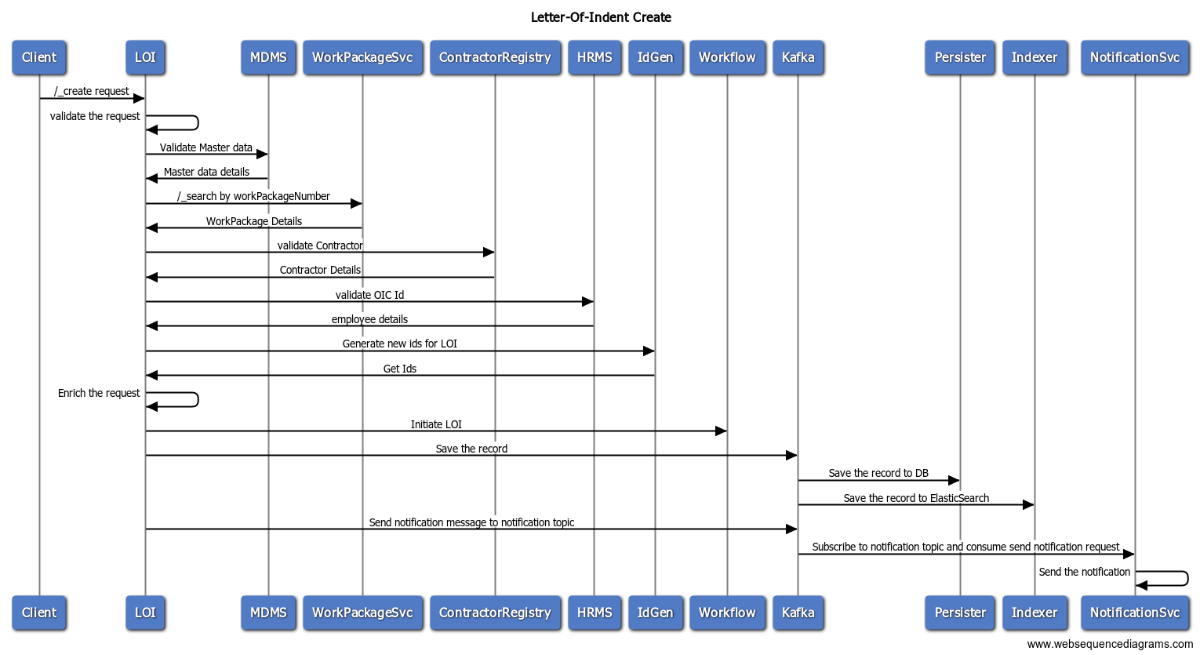 Letter-Of-Indent Create
Client LOI MDMS WorkPackageSvc ContractorRegistry HRMS IdGen Workflow Kafka Persister Indexer NotificationSvc
/_create request
validate the request
Validate Master data
Master data details
/_search by workPackageNumber
WorkPackage Details
validate Contractor
Contractor Details
validate OIC Id
employee details
Generate new ids for LOI
Get Ids
Enrich the request
Initiate LOI
Save the record
Save the record to DB
Save the record to ElasticSearch
Send notification message to notification topic
Subscribe to notification topic and consume send notification request
Send the notification
Client LOI MDMS WorkPackageSvc ContractorRegistry HRMS IdGen Workflow Kafka Persister Indexer NotificationSvc
www.websequencediagrams.com